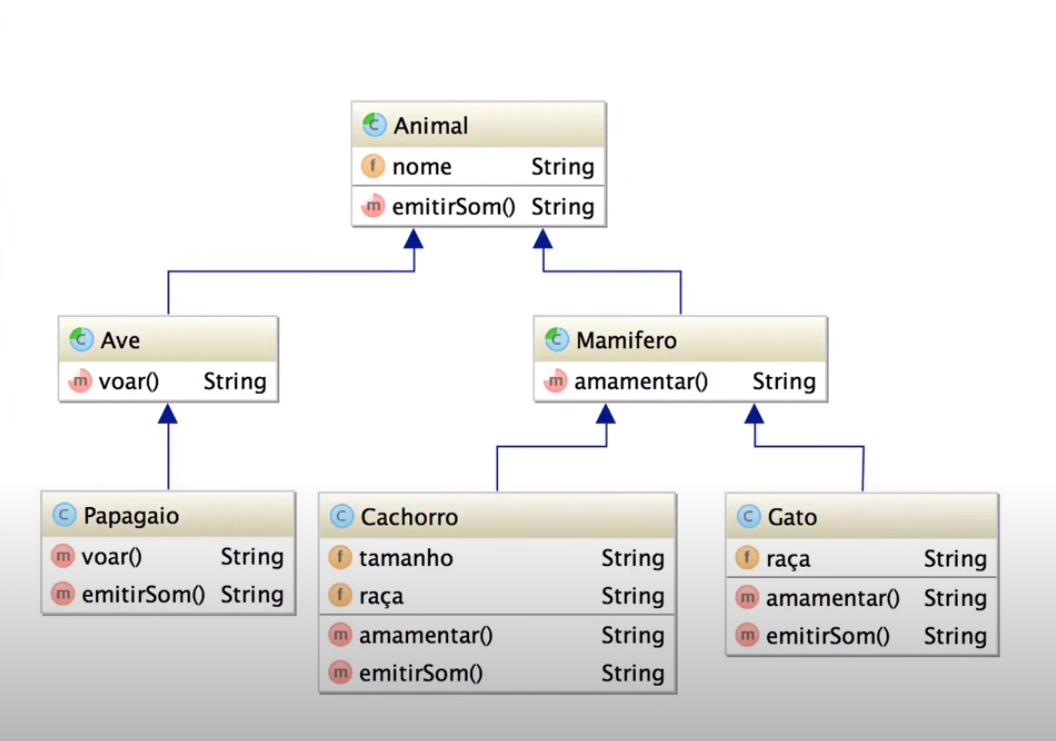 C Animal
f nome String
m emitirSom() String
C Ave
m voar() String
C Mamifero
m amamentar() String
C Papagaio
m voar() String
m emitirSom() String
C Cachorro
f tamanho String
f raça String
m amamentar() String
m emitirSom() String
C Gato
f raça String
m amamentar() String
m emitirSom() String